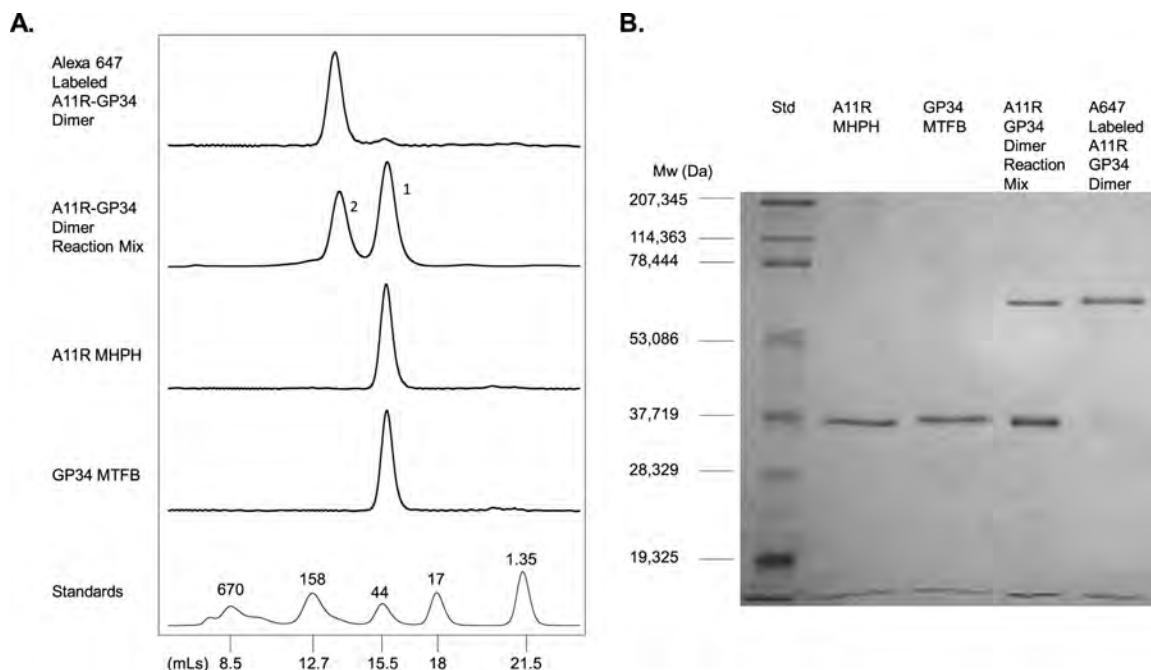 A.
Alexa 647
Labeled
A11R-GP34
Dimer
A11R-GP34
Dimer
Reaction Mix
2
1
A11R MHPH
GP34 MTFB
Standards
670
158
44
17
1.35
(mLs)
8.5
12.7
15.5
18
21.5
B.
Std
A11R
MHPH
GP34
MTFB
A11R
GP34
Dimer
Reaction
Mix
A647
Labeled
A11R
GP34
Dimer
Mw (Da)
207,345
114,363
78,444
53,086
37,719
28,329
19,325